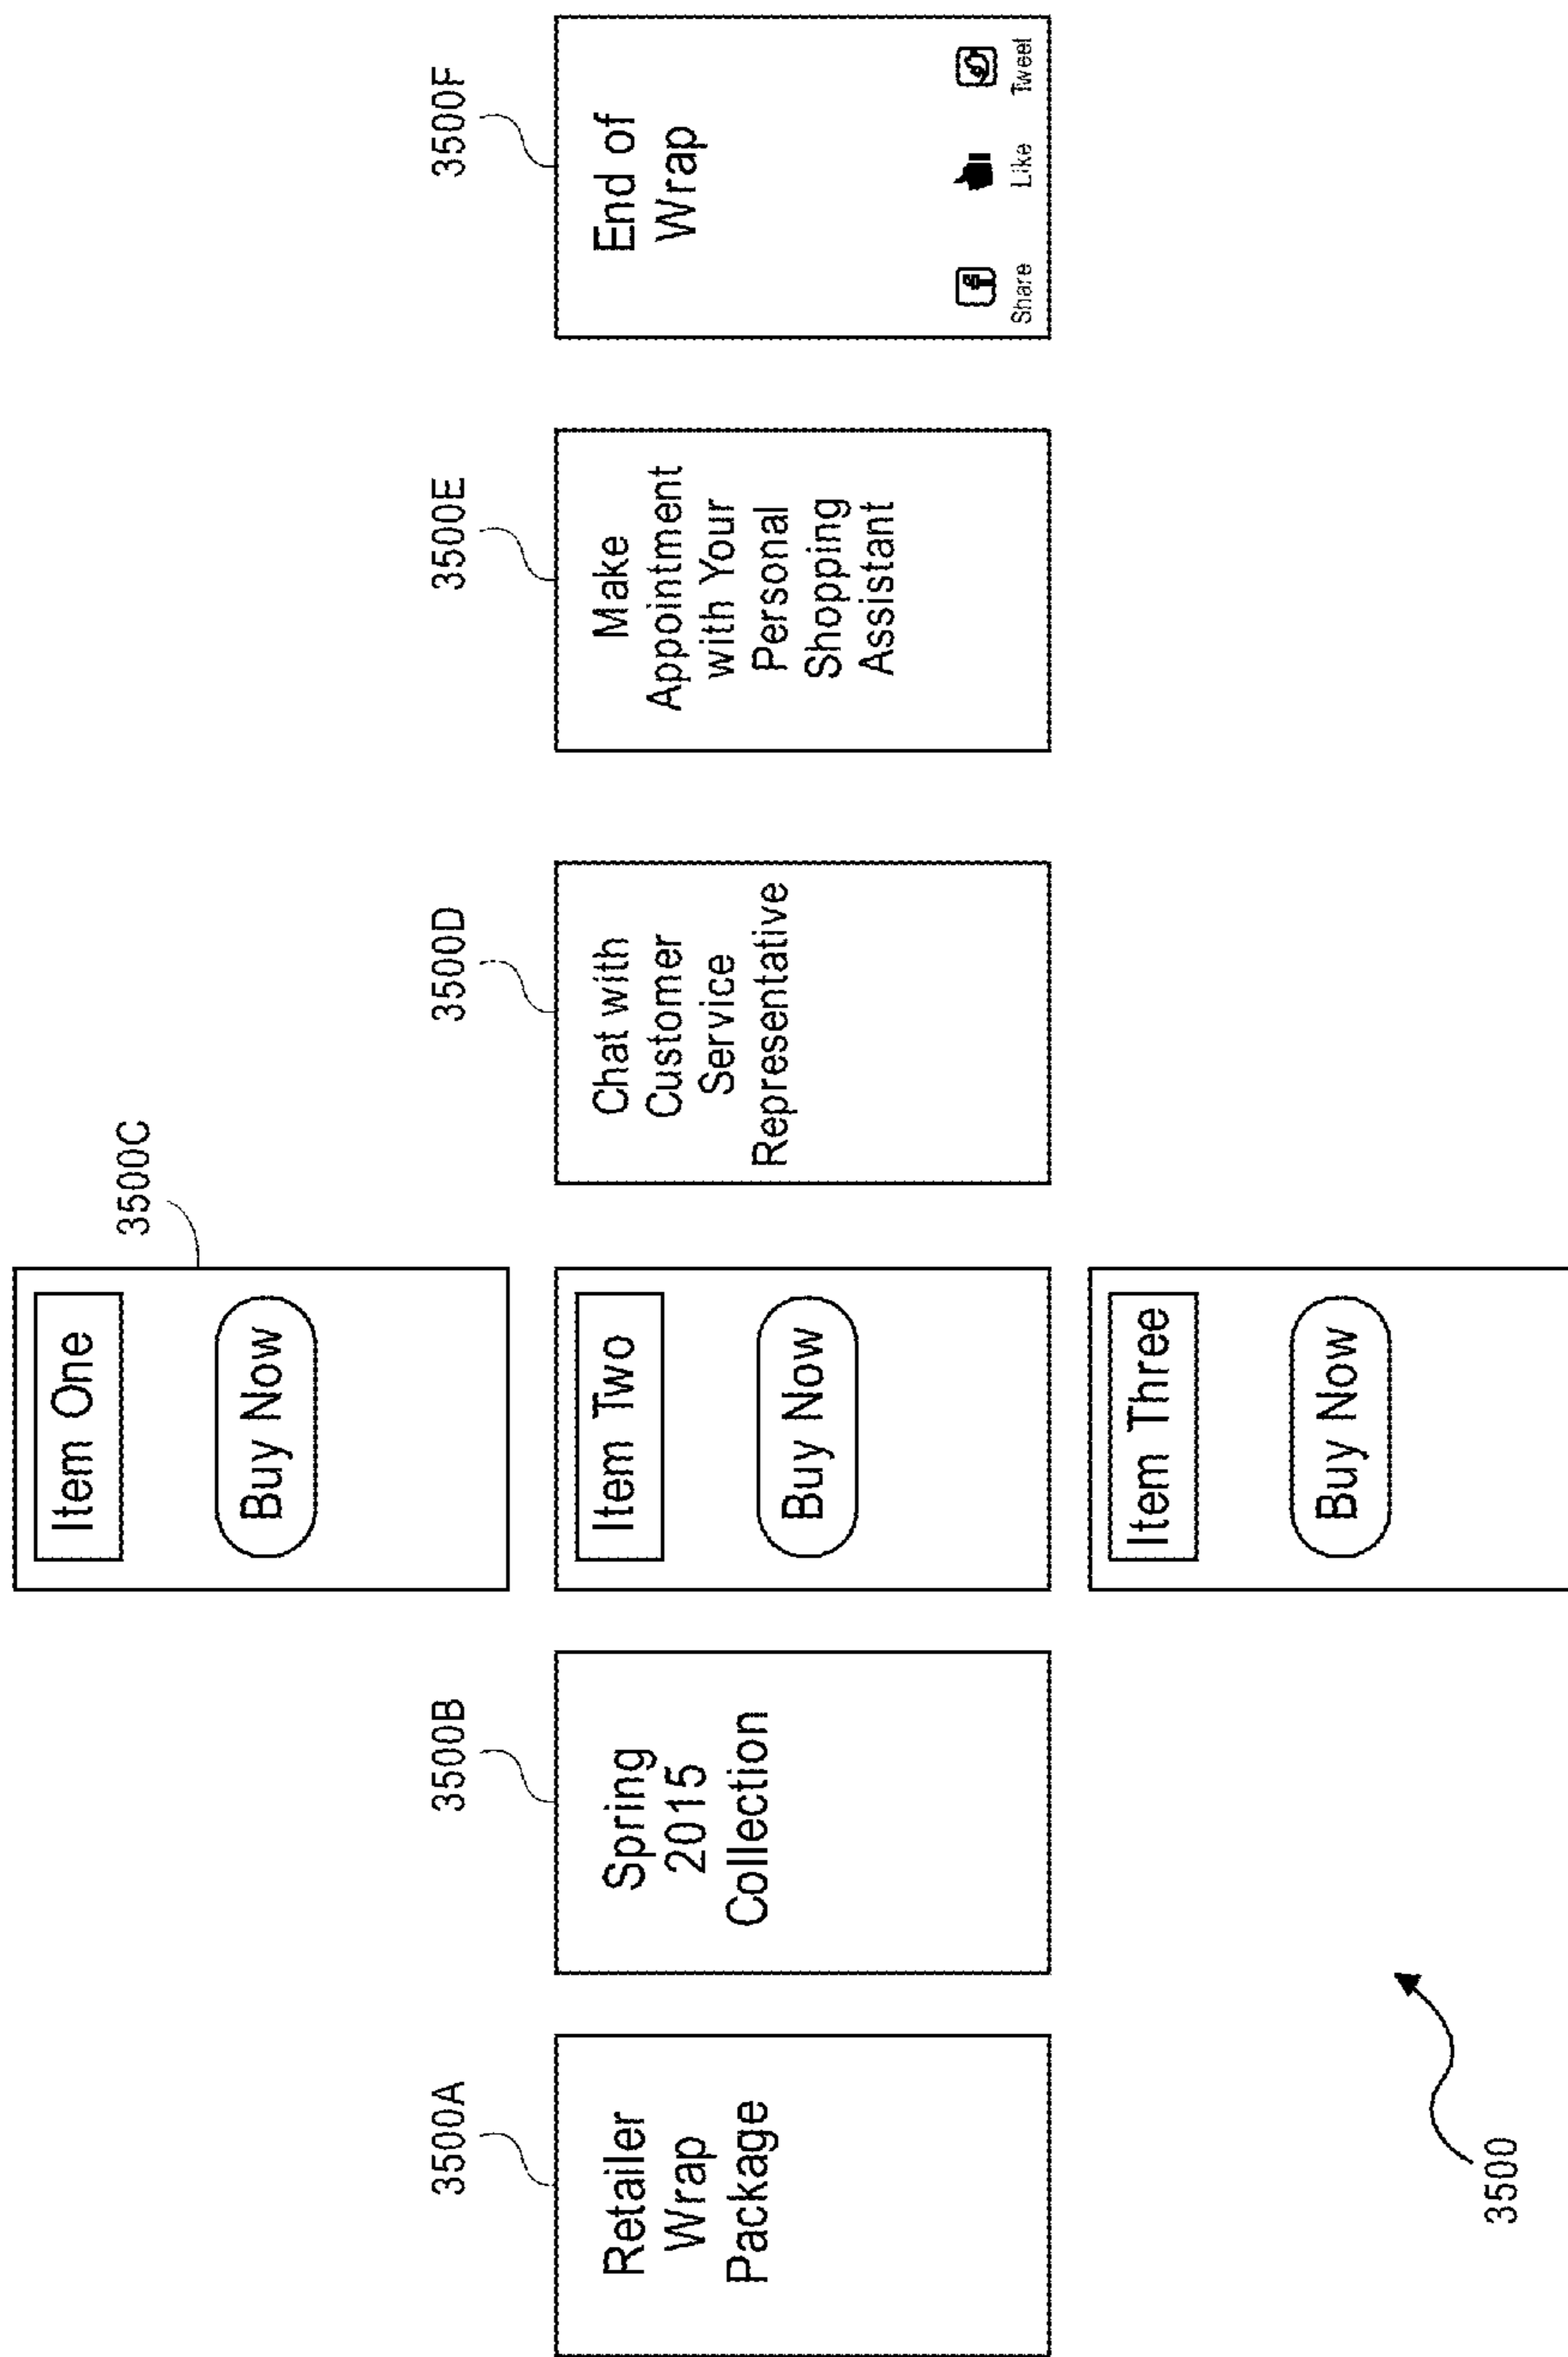 3500A
Retailer
Wrap
Package
3500B
Spring
2015
Collection
3500C
Item One
Buy Now
Item Two
Buy Now
Item Three
Buy Now
3500D
Chat with
Customer
Service
Representative
3500E
Make
Appointment
with Your
Personal
Shopping
Assistant
3500F
End of
Wrap
f
Share
Like
Tweet
3500